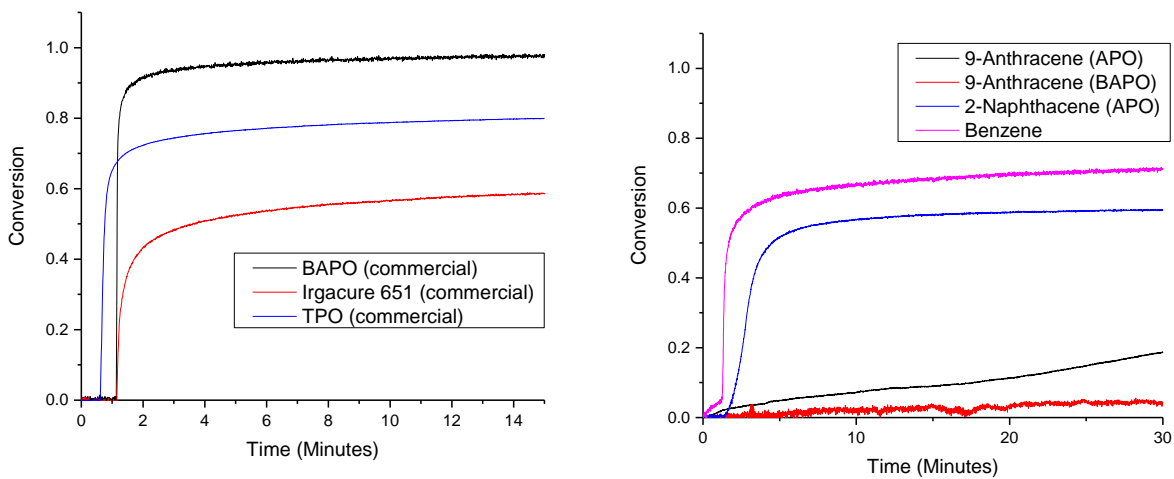 1.0
0.8
0.6
0.4
0.2
0.0
Conversion
0 2 4 6 8 10 12 14
Time (Minutes)
BAPO (commercial)
Irgacure 651 (commercial)
TPO (commercial)
1.0
0.8
0.6
0.4
0.2
0.0
Conversion
0 10 20 30
Time (Minutes)
9-Anthracene (APO)
9-Anthracene (BAPO)
2-Naphthacene (APO)
Benzene